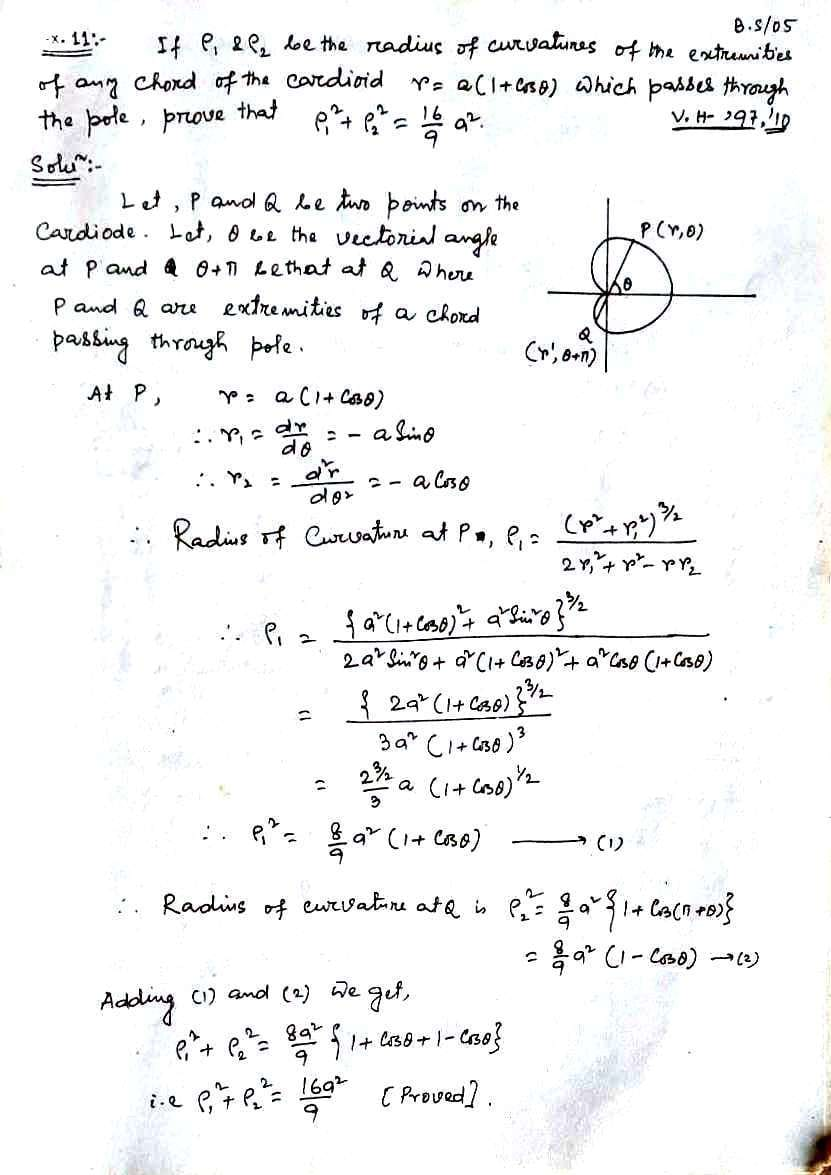 B.S/05
Ex. 11:- If ρ₁ & ρ₂ be the radius of curvatures of the extremities
of any chord of the cardioid r = a(1+Cosθ) which passes through
the pole, prove that ρ₁² + ρ₂² = 16/9 a². V.H- '97, '10
Soluⁿ:-
Let, P and Q be two points on the
Cardiode. Let, θ be the vectorial angle
at P and θ+π be that at Q where
P and Q are extremities of a chord
passing through pole.
P(r,θ)
θ
Q
(r', θ+π)
At P, r = a(1+Cosθ)
∴ r₁ = dr/dθ = - a Sinθ
∴ r₂ = d²r/dθ² = - a Cosθ
∴ Radius of Curvature at P, ρ₁ = (r²+r₁²)^3/2 / 2r₁²+r²-rr₂
∴ ρ₁ = {a²(1+Cosθ)²+a²Sin²θ}^3/2 / 2a²Sin²θ + a²(1+Cosθ)²+a²Cosθ(1+Cosθ)
= {2a²(1+Cosθ)}^3/2 / 3a²(1+Cosθ)³
= 2^3/2 / 3 a (1+Cosθ)^1/2
∴ ρ₁² = 8/9 a² (1+Cosθ) ⟶ (1)
∴ Radius of curvature at Q is ρ₂² = 8/9 a² {1+Cos(π+θ)}
= 8/9 a² (1-Cosθ) → (2)
Adding (1) and (2) we get,
ρ₁² + ρ₂² = 8a²/9 {1+Cosθ+1-Cosθ}
i.e ρ₁² + ρ₂² = 16a²/9 [Proved].